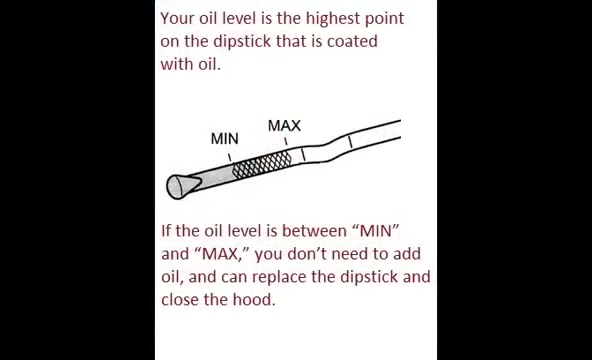 Your oil level is the highest point
on the dipstick that is coated
with oil.
MAX
MIN
If the oil level is between “MIN”
and “MAX,” you don’t need to add
oil, and can replace the dipstick and
close the hood.